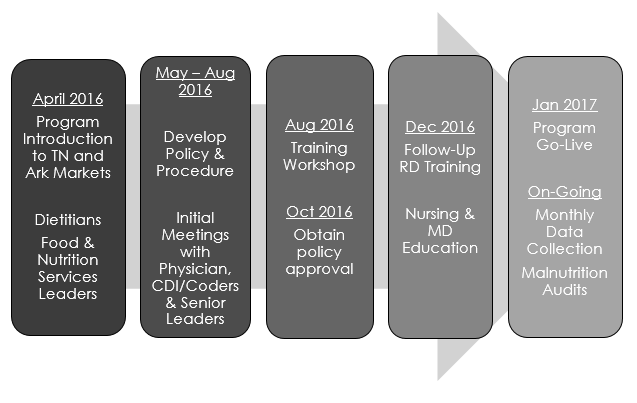 April 2016
Program
Introduction
to TN and
Ark Markets
Dietitians
Food &
Nutrition
Services
Leaders
May – Aug
2016
Develop
Policy &
Procedure
Initial
Meetings
with
Physician,
CDI/Coders
& Senior
Leaders
Aug 2016
Training
Workshop
Oct 2016
Obtain
policy
approval
Dec 2016
Follow-Up
RD Training
Nursing &
MD
Education
Jan 2017
Program
Go-Live
On-Going
Monthly
Data
Collection
Malnutrition
Audits